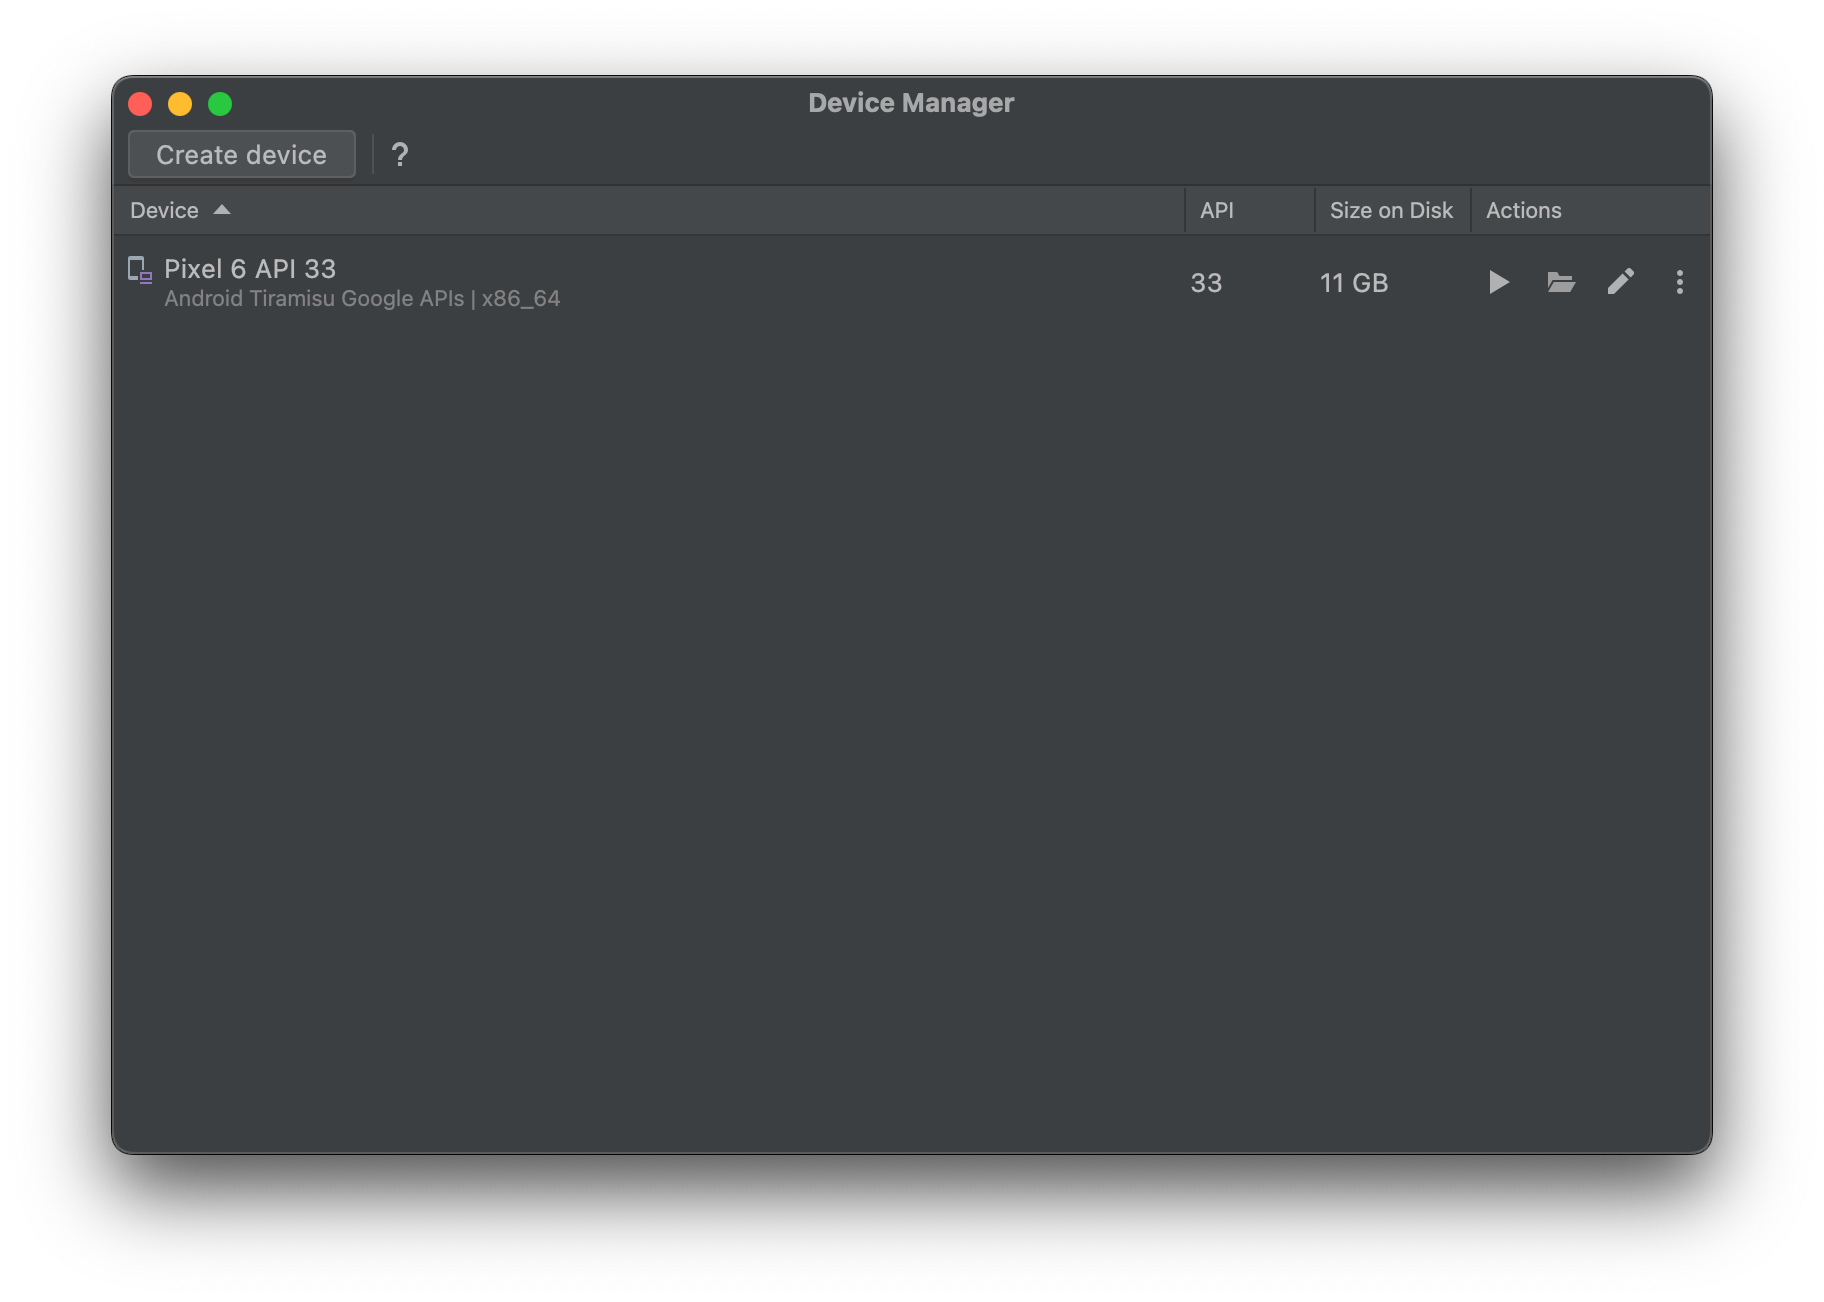 Device Manager
Create device ?
Device API Size on Disk Actions
Pixel 6 API 33 33 11 GB
Android Tiramisu Google APIs | x86_64